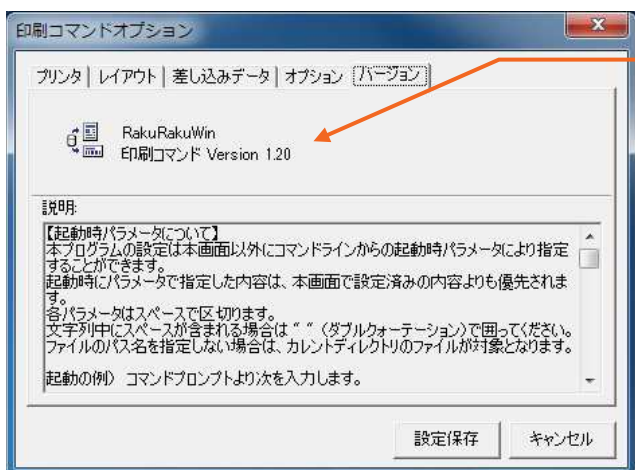 印刷コマンドオプション
プリンタ レイアウト 差し込みデータ オプション バージョン
RakuRakuWin
印刷コマンド Version 1.20
説明:
【起動時パラメータについて】
本プログラムの設定は本画面以外にコマンドラインからの起動時パラメータにより指定
することができます。
起動時にパラメータで指定した内容は、本画面で設定済みの内容よりも優先されま
す。
各パラメータはスペースで区切ります。
文字列中にスペースが含まれる場合は " " (ダブルクォーテーション)で囲ってください。
ファイルのパス名を指定しない場合は、カレントディレクトリのファイルが対象となります。
起動の例) コマンドプロンプトより次を入力します。
設定保存 キャンセル